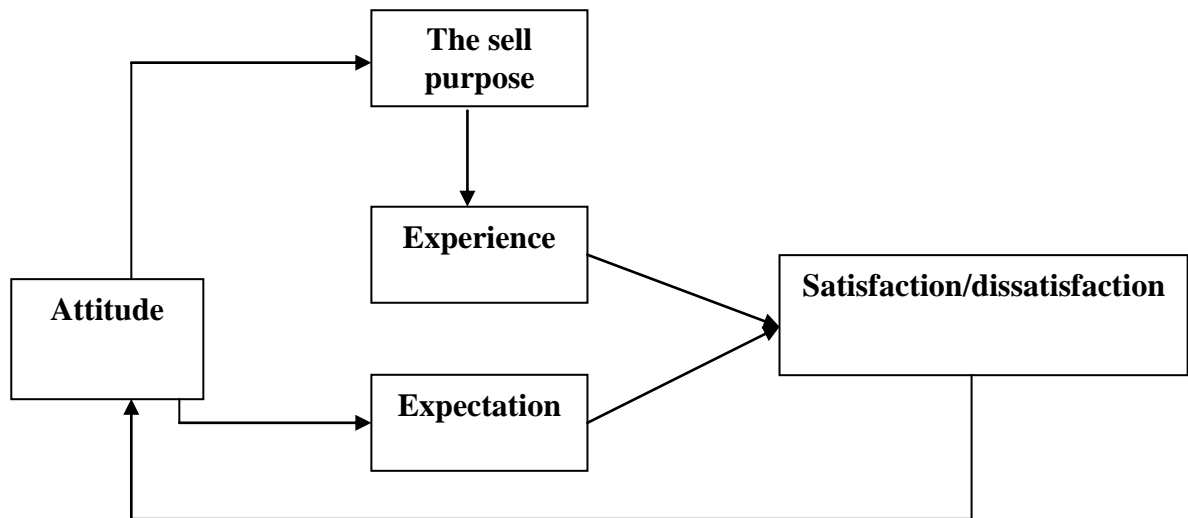 The sell
purpose
Experience
Attitude
Satisfaction/dissatisfaction
Expectation